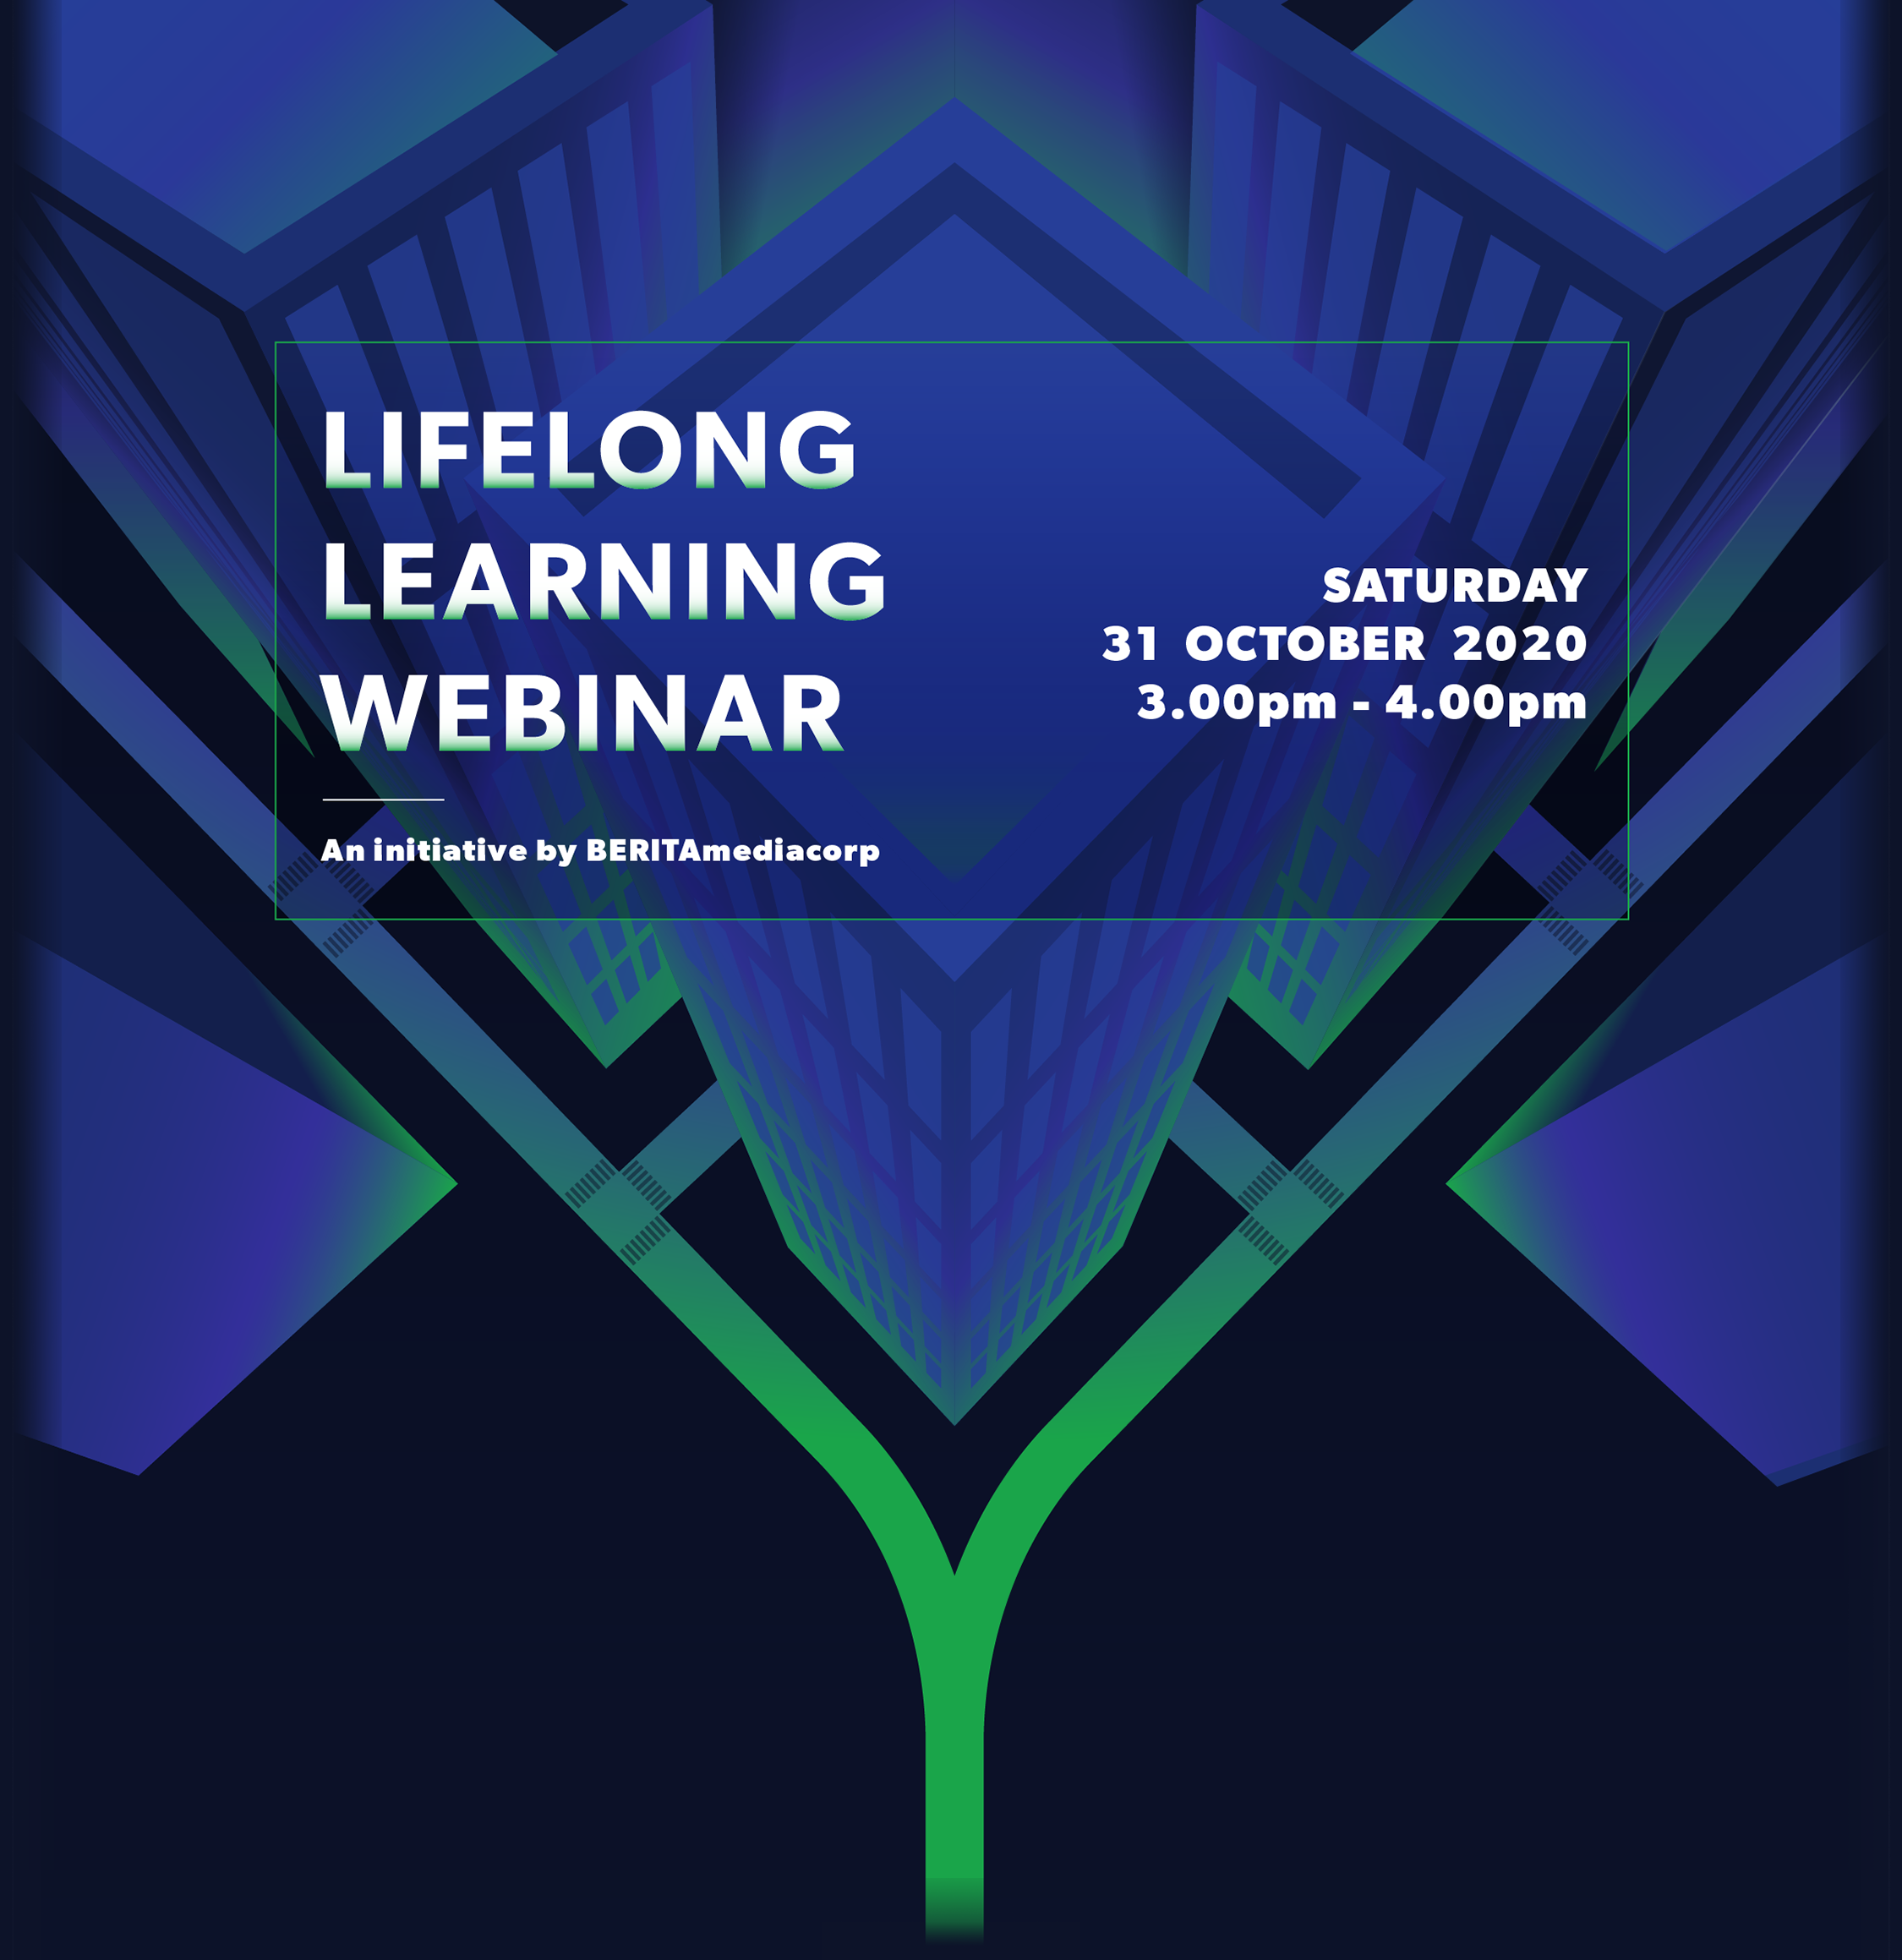 LIFELONG
LEARNING
WEBINAR
An initiative by BERITAmediacorp
SATURDAY
31 OCTOBER 2020
3.00pm - 4.00pm